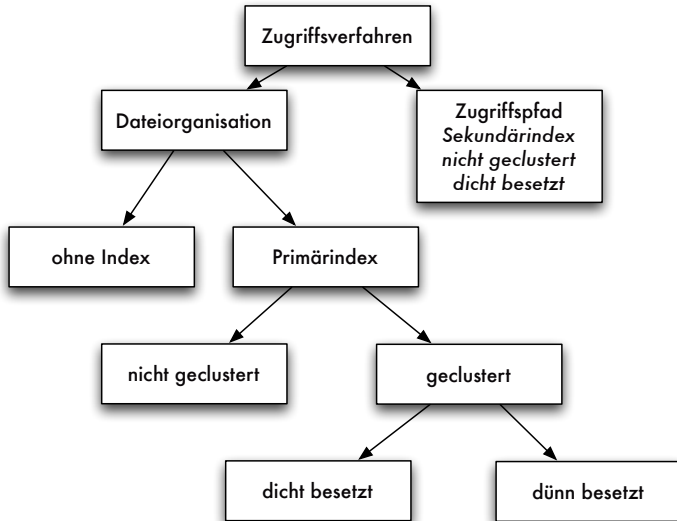 Zugriffsverfahren
Dateiorganisation
Zugriffspfad
Sekundärindex
nicht geclustert
dicht besetzt
ohne Index
Primärindex
nicht geclustert
geclustert
dicht besetzt
dünn besetzt